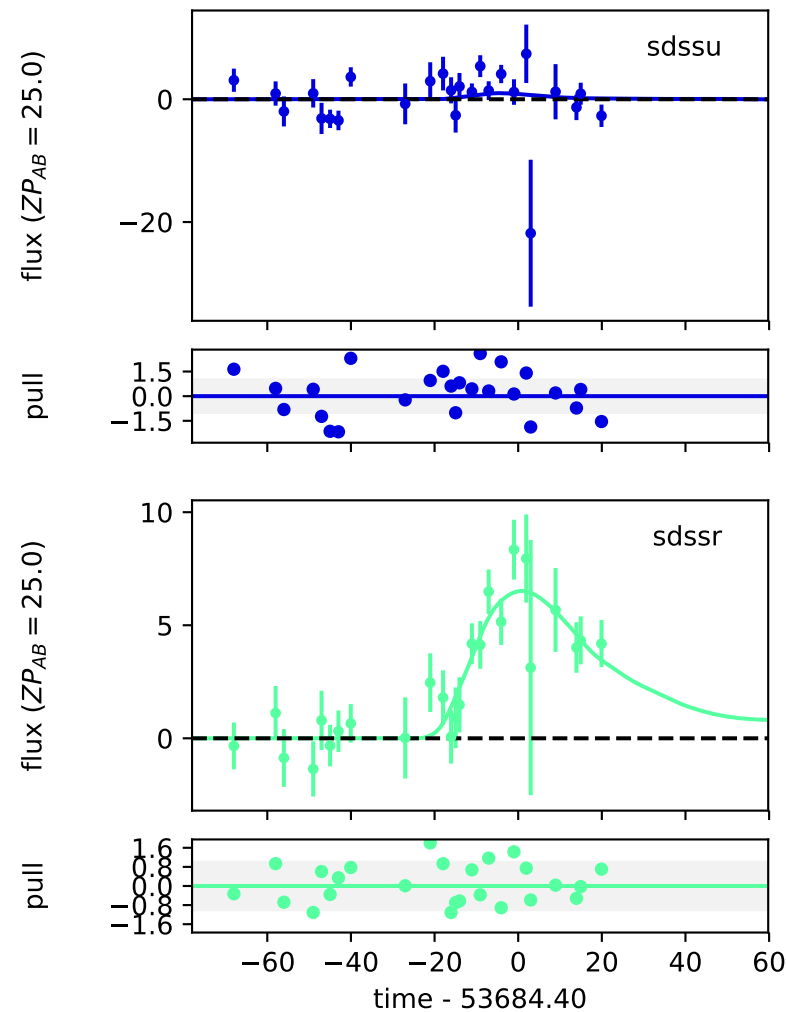 sdssu
flux (ZP_AB = 25.0)
0
−20
pull
1.5
0.0
−1.5
sdssr
flux (ZP_AB = 25.0)
10
5
0
pull
1.6
0.8
0.0
−0.8
−1.6
−60 −40 −20 0 20 40 60
time - 53684.40